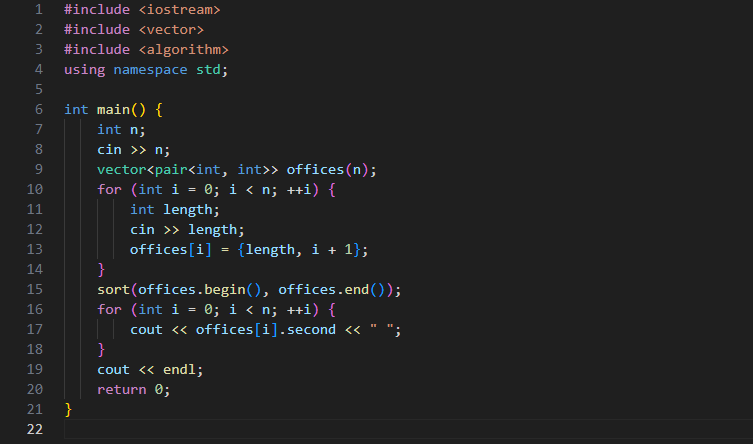 1 #include <iostream>
2 #include <vector>
3 #include <algorithm>
4 using namespace std;
5
6 int main() {
7     int n;
8     cin >> n;
9     vector<pair<int, int>> offices(n);
10     for (int i = 0; i < n; ++i) {
11         int length;
12         cin >> length;
13         offices[i] = {length, i + 1};
14     }
15     sort(offices.begin(), offices.end());
16     for (int i = 0; i < n; ++i) {
17         cout << offices[i].second << " ";
18     }
19     cout << endl;
20     return 0;
21 }
22